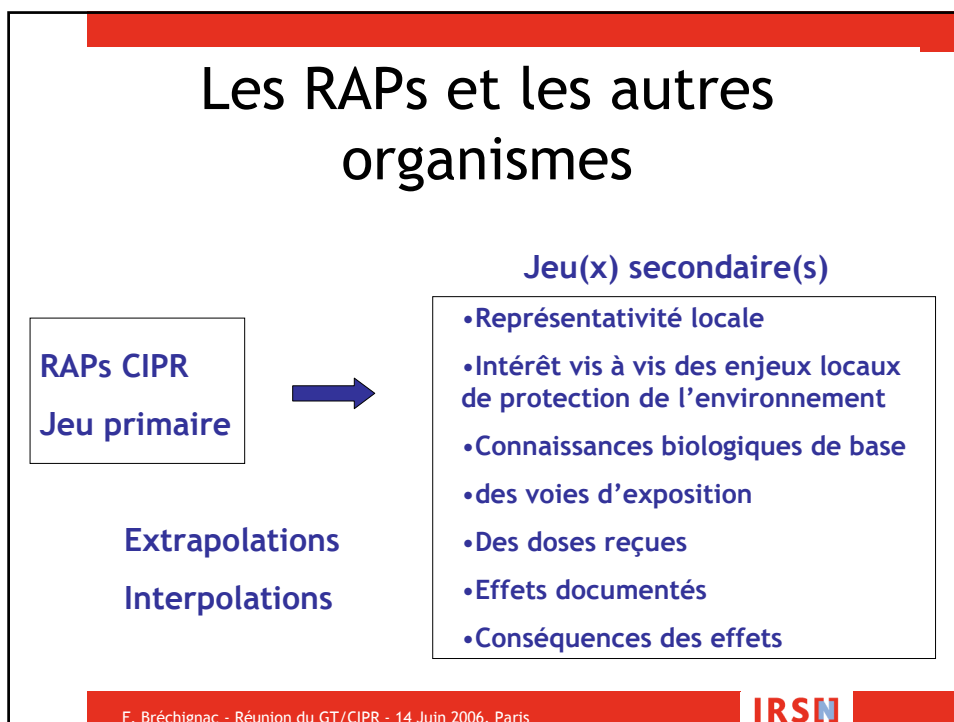 Les RAPs et les autres
organismes
Jeu(x) secondaire(s)
RAPs CIPR
Jeu primaire
Extrapolations
Interpolations
•Représentativité locale
•Intérêt vis à vis des enjeux locaux
de protection de l’environnement
•Connaissances biologiques de base
•des voies d’exposition
•Des doses reçues
•Effets documentés
•Conséquences des effets
F. Bréchignac - Réunion du GT/CIPR - 14 Juin 2006, Paris
IRSN